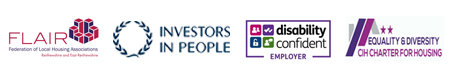 FLAIR
Federation of Local Housing Associations
Renfrewshire and East Renfrewshire
INVESTORS
IN PEOPLE
disability
confident
EMPLOYER
EQUALITY & DIVERSITY
CIH CHARTER FOR HOUSING